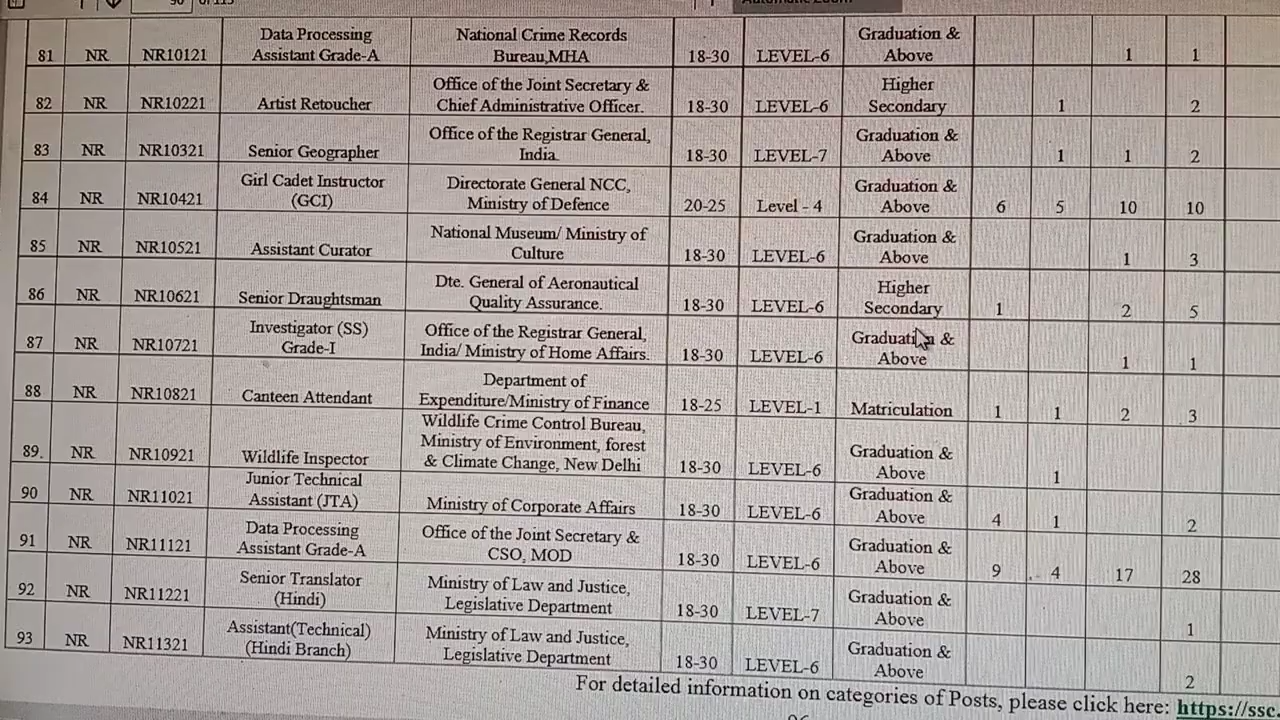 81 NR NR10121 Data Processing Assistant Grade-A National Crime Records Bureau,MHA 18-30 LEVEL-6 Graduation & Above 1 1
82 NR NR10221 Artist Retoucher Office of the Joint Secretary & Chief Administrative Officer. 18-30 LEVEL-6 Higher Secondary 1 2
83 NR NR10321 Senior Geographer Office of the Registrar General, India 18-30 LEVEL-7 Graduation & Above 1 1 2
84 NR NR10421 Girl Cadet Instructor (GCI) Directorate General NCC, Ministry of Defence 20-25 Level - 4 Graduation & Above 6 5 10 10
85 NR NR10521 Assistant Curator National Museum/ Ministry of Culture 18-30 LEVEL-6 Graduation & Above 1 3
86 NR NR10621 Senior Draughtsman Dte. General of Aeronautical Quality Assurance. 18-30 LEVEL-6 Higher Secondary 1 2 5
87 NR NR10721 Investigator (SS) Grade-I Office of the Registrar General, India/ Ministry of Home Affairs. 18-30 LEVEL-6 Graduation & Above 1 1
88 NR NR10821 Canteen Attendant Department of Expenditure/Ministry of Finance 18-25 LEVEL-1 Matriculation 1 1 2 3
89. NR NR10921 Wildlife Inspector Wildlife Crime Control Bureau, Ministry of Environment, forest & Climate Change, New Delhi 18-30 LEVEL-6 Graduation & Above 1
90 NR NR11021 Junior Technical Assistant (JTA) Ministry of Corporate Affairs 18-30 LEVEL-6 Graduation & Above 4 1 2
91 NR NR11121 Data Processing Assistant Grade-A Office of the Joint Secretary & CSO, MOD 18-30 LEVEL-6 Graduation & Above 9 4 17 28
92 NR NR11221 Senior Translator (Hindi) Ministry of Law and Justice, Legislative Department 18-30 LEVEL-7 Graduation & Above 1
93 NR NR11321 Assistant(Technical) (Hindi Branch) Ministry of Law and Justice, Legislative Department 18-30 LEVEL-6 Graduation & Above 2
For detailed information on categories of Posts, please click here: https://ssc.